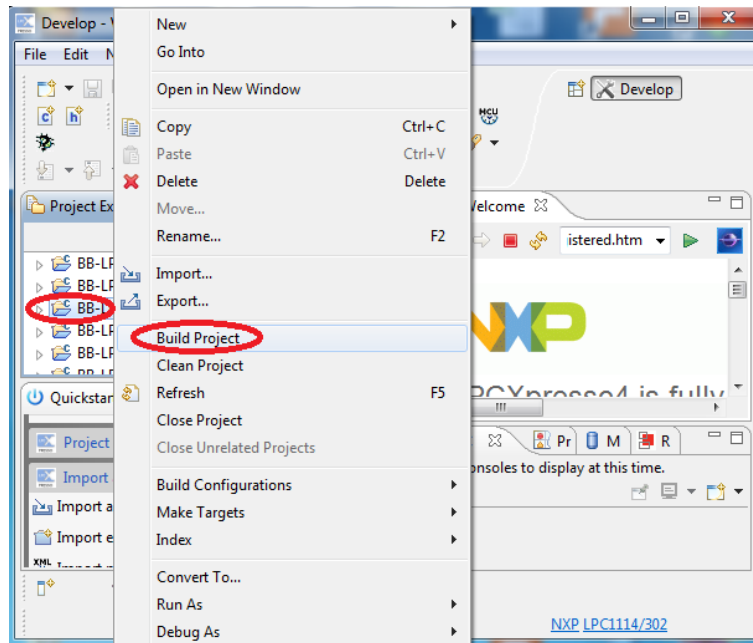 Develop - 
New
File Edit
Go Into
Open in New Window
Develop
Copy Ctrl+C
MCU
Paste Ctrl+V
Delete Delete
Project Ex
Move...
elcome
Rename... F2
istered.htm
BB-LP
Import...
BB-LP
Export...
BB-L
NXP
BB-LP
Build Project
BB-LP
Clean Project
Quickstar
Refresh F5
PCXpresso4 is fully
Close Project
Project
Close Unrelated Projects
Pr M R
onsoles to display at this time.
Import
Build Configurations
Import a
Make Targets
Import e
Index
XML
Convert To...
Run As
NXP LPC1114/302
Debug As